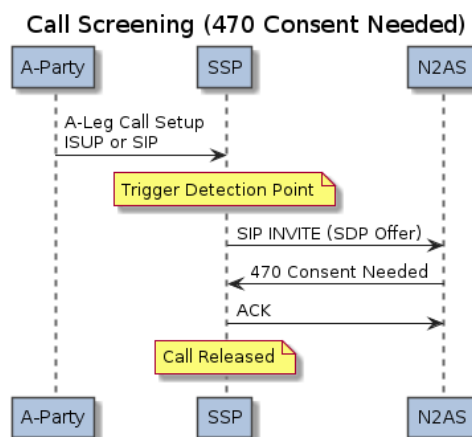 Call Screening (470 Consent Needed)
A-Party SSP N2AS
A-Leg Call Setup
ISUP or SIP
Trigger Detection Point
SIP INVITE (SDP Offer)
470 Consent Needed
ACK
Call Released
A-Party SSP N2AS